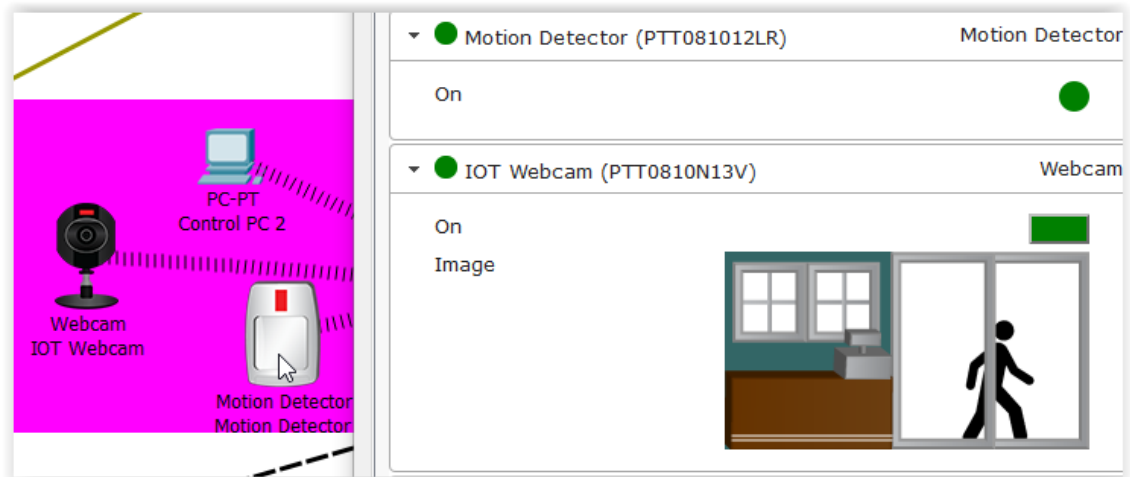 PC-PT
Control PC 2
Webcam
IOT Webcam
Motion Detector
Motion Detector
Motion Detector (PTT081012LR)
Motion Detector
On
IOT Webcam (PTT0810N13V)
Webcam
On
Image